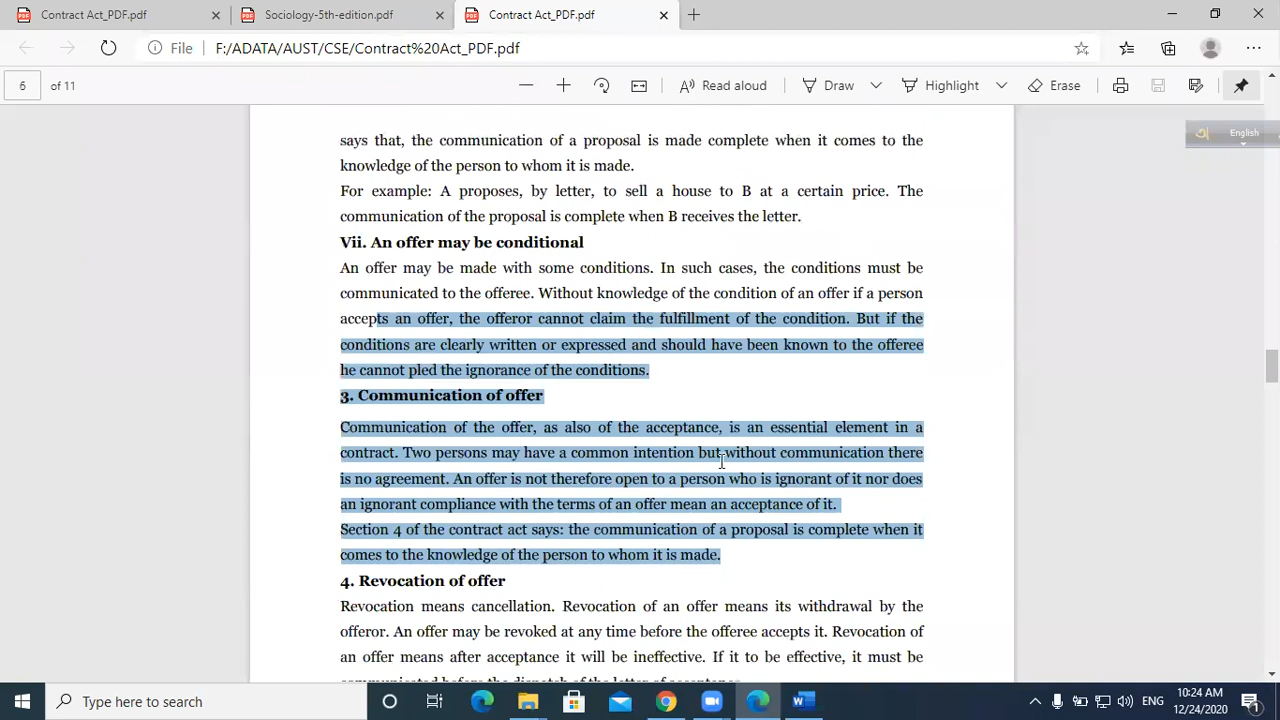 Contract Act_PDF.pdf
Sociology-5th-edition.pdf
Contract Act_PDF.pdf
File F:/ADATA/AUST/CSE/Contract%20Act_PDF.pdf
6 of 11
Read aloud
Draw
Highlight
Erase
English
says that, the communication of a proposal is made complete when it comes to the
knowledge of the person to whom it is made.
For example: A proposes, by letter, to sell a house to B at a certain price. The
communication of the proposal is complete when B receives the letter.
Vii. An offer may be conditional
An offer may be made with some conditions. In such cases, the conditions must be
communicated to the offeree. Without knowledge of the condition of an offer if a person
accepts an offer, the offeror cannot claim the fulfillment of the condition. But if the
conditions are clearly written or expressed and should have been known to the offeree
he cannot pled the ignorance of the conditions.
3. Communication of offer
Communication of the offer, as also of the acceptance, is an essential element in a
contract. Two persons may have a common intention but without communication there
is no agreement. An offer is not therefore open to a person who is ignorant of it nor does
an ignorant compliance with the terms of an offer mean an acceptance of it.
Section 4 of the contract act says: the communication of a proposal is complete when it
comes to the knowledge of the person to whom it is made.
4. Revocation of offer
Revocation means cancellation. Revocation of an offer means its withdrawal by the
offeror. An offer may be revoked at any time before the offeree accepts it. Revocation of
an offer means after acceptance it will be ineffective. If it to be effective, it must be
communicated before the dispatch of the letter of acceptance.
Type here to search
ENG
10:24 AM
12/24/2020